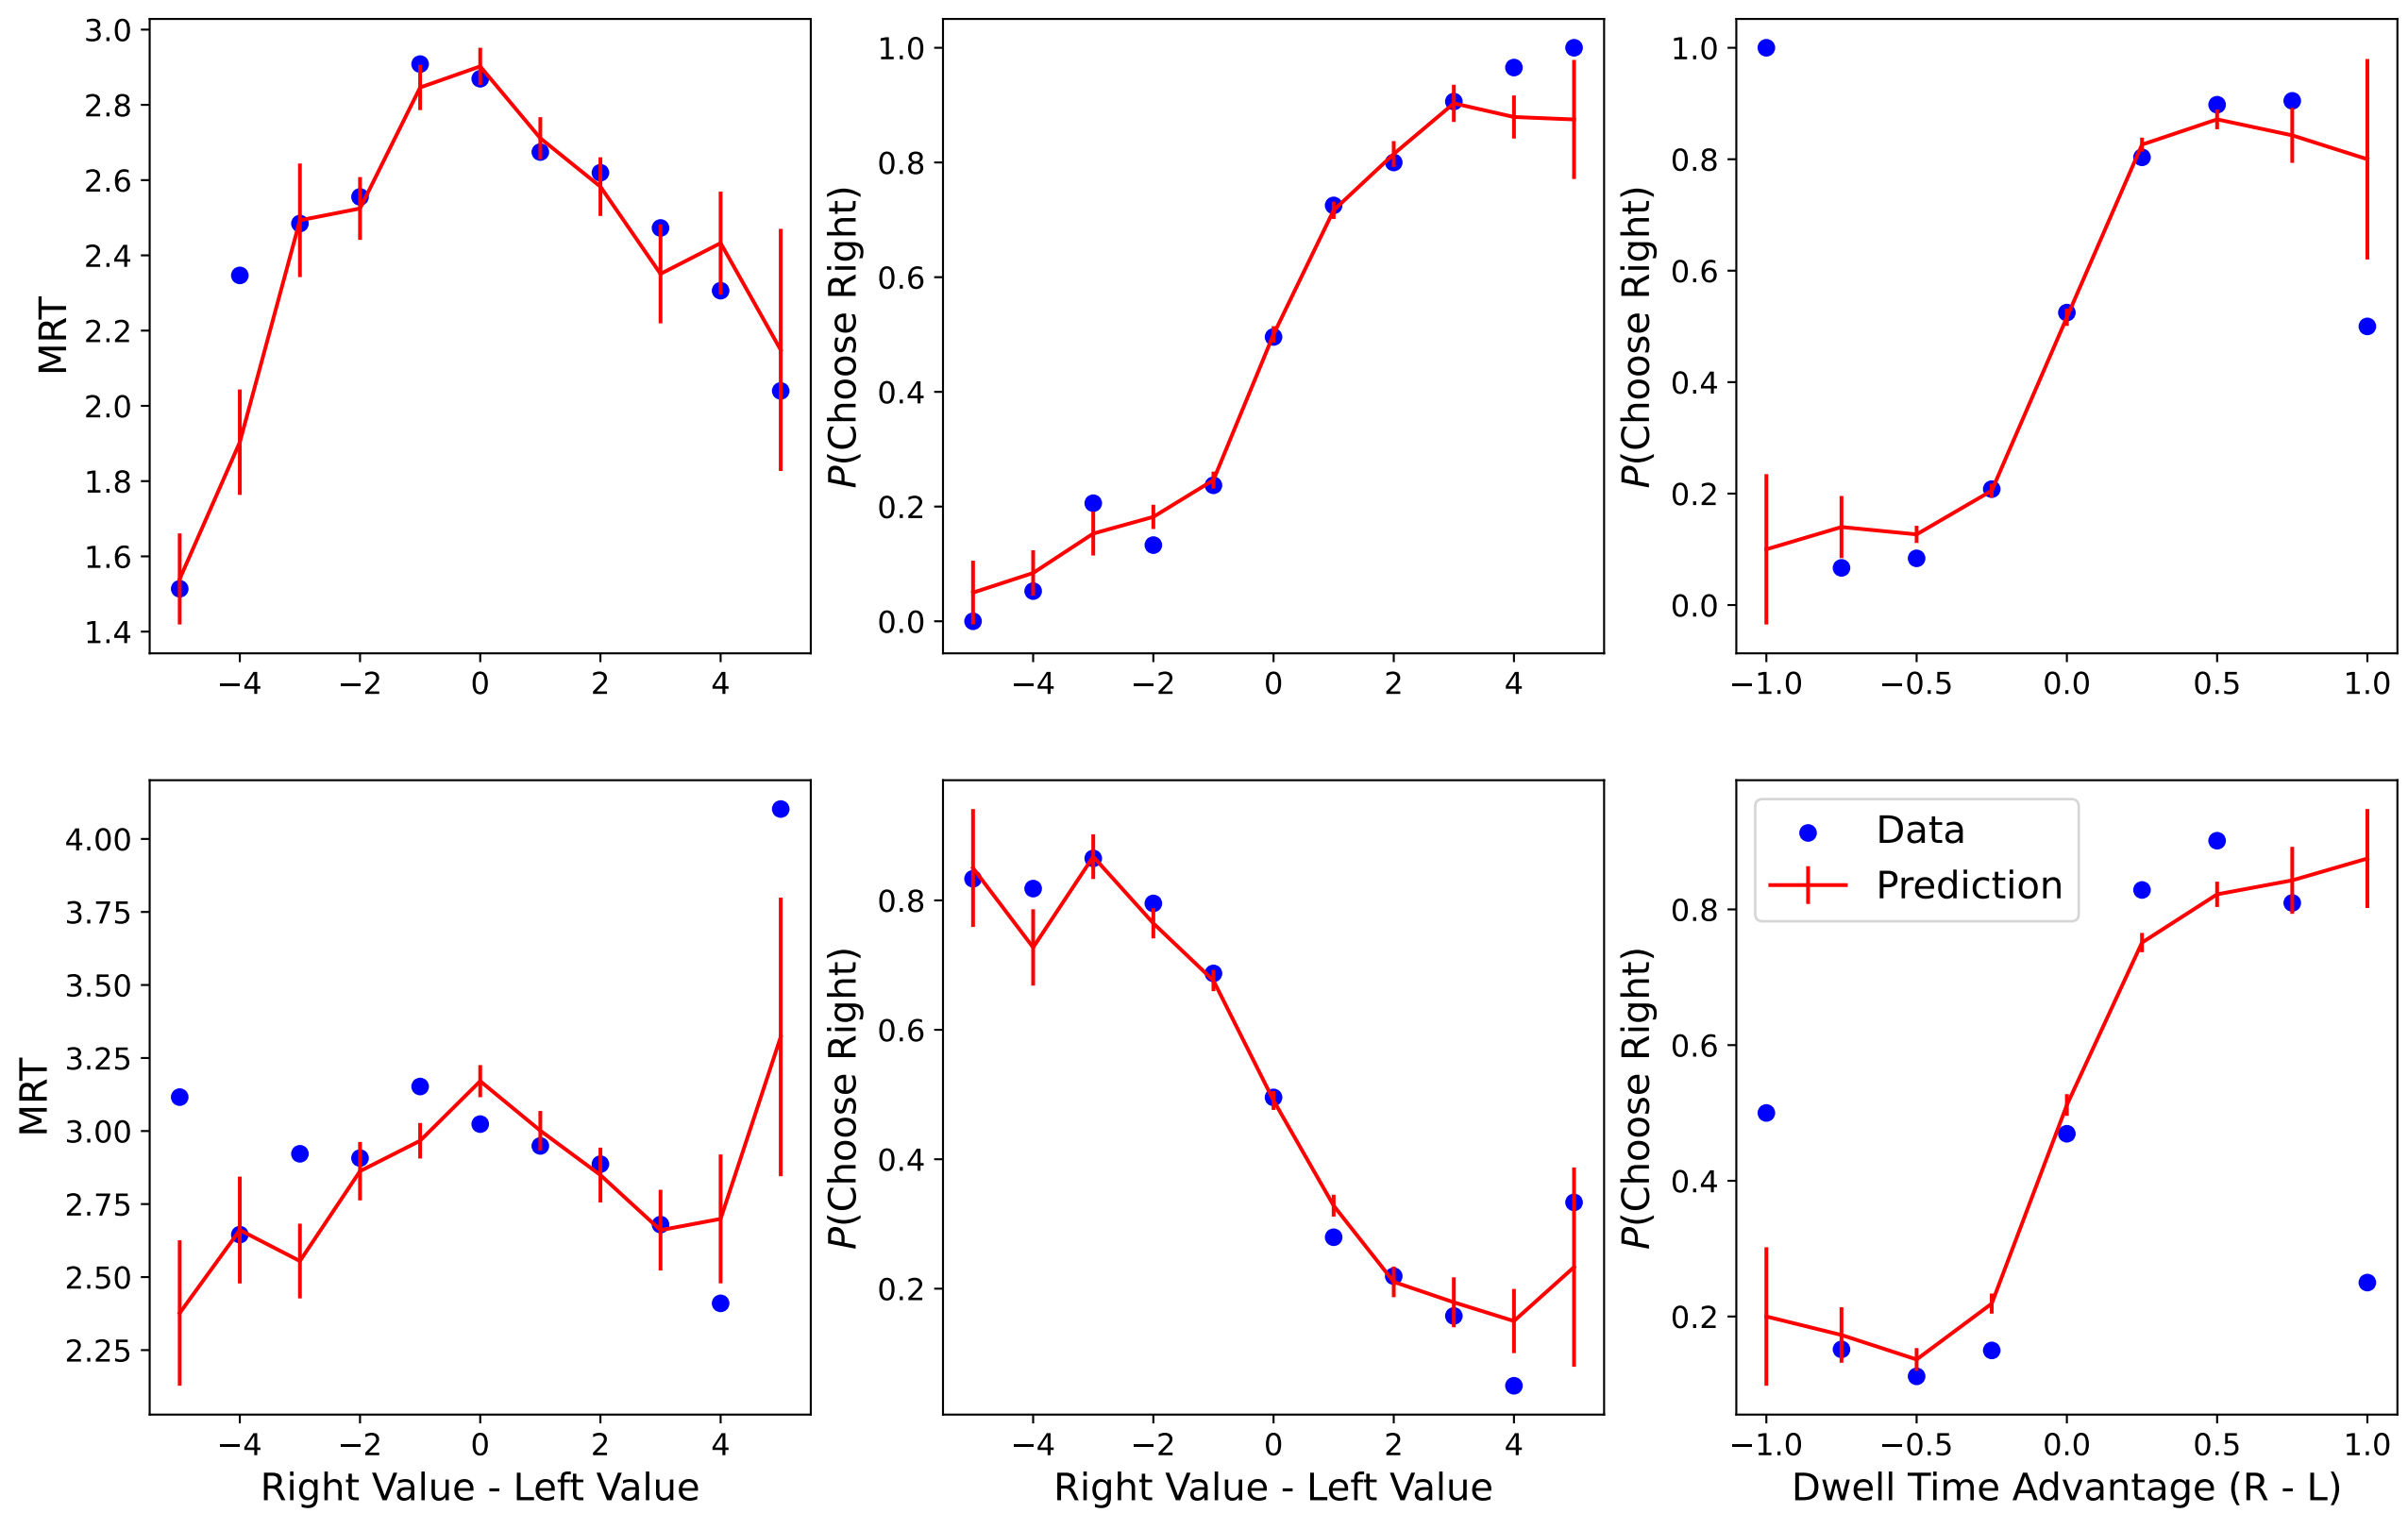 MRT
3.0
2.8
2.6
2.4
2.2
2.0
1.8
1.6
1.4
−4 −2 0 2 4
P(Choose Right)
1.0
0.8
0.6
0.4
0.2
0.0
−4 −2 0 2 4
P(Choose Right)
1.0
0.8
0.6
0.4
0.2
0.0
−1.0 −0.5 0.0 0.5 1.0
MRT
4.00
3.75
3.50
3.25
3.00
2.75
2.50
2.25
−4 −2 0 2 4
Right Value - Left Value
P(Choose Right)
0.8
0.6
0.4
0.2
−4 −2 0 2 4
Right Value - Left Value
P(Choose Right)
0.8
0.6
0.4
0.2
Data
Prediction
−1.0 −0.5 0.0 0.5 1.0
Dwell Time Advantage (R - L)